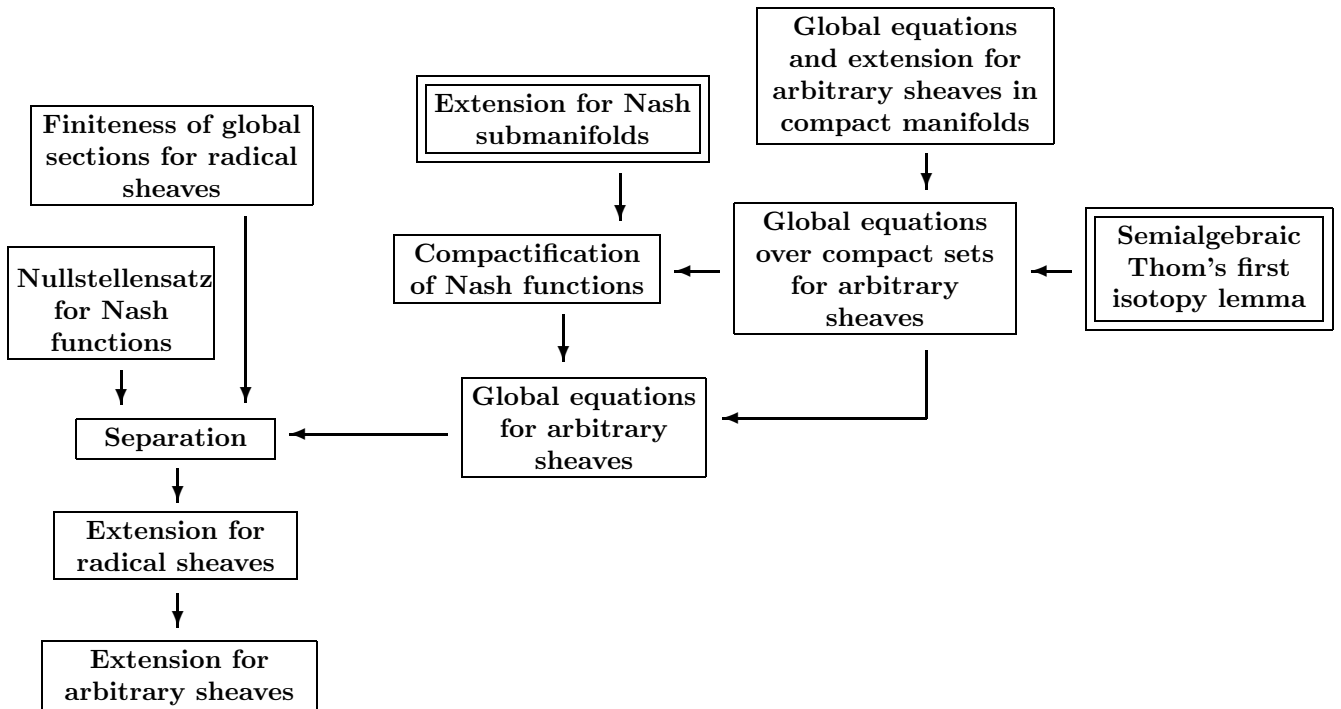 Global equations
and extension for
arbitrary sheaves in
compact manifolds
Extension for Nash
submanifolds
Finiteness of global
sections for radical
sheaves
Global equations
over compact sets
for arbitrary
sheaves
Semialgebraic
Thom's first
isotopy lemma
Compactification
of Nash functions
Nullstellensatz
for Nash
functions
Global equations
for arbitrary
sheaves
Separation
Extension for
radical sheaves
Extension for
arbitrary sheaves